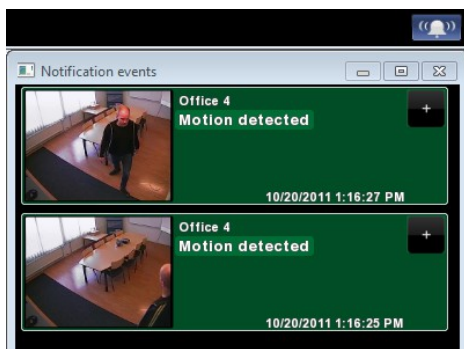 Notification events
Office 4
Motion detected
+
10/20/2011 1:16:27 PM
Office 4
Motion detected
+
10/20/2011 1:16:25 PM